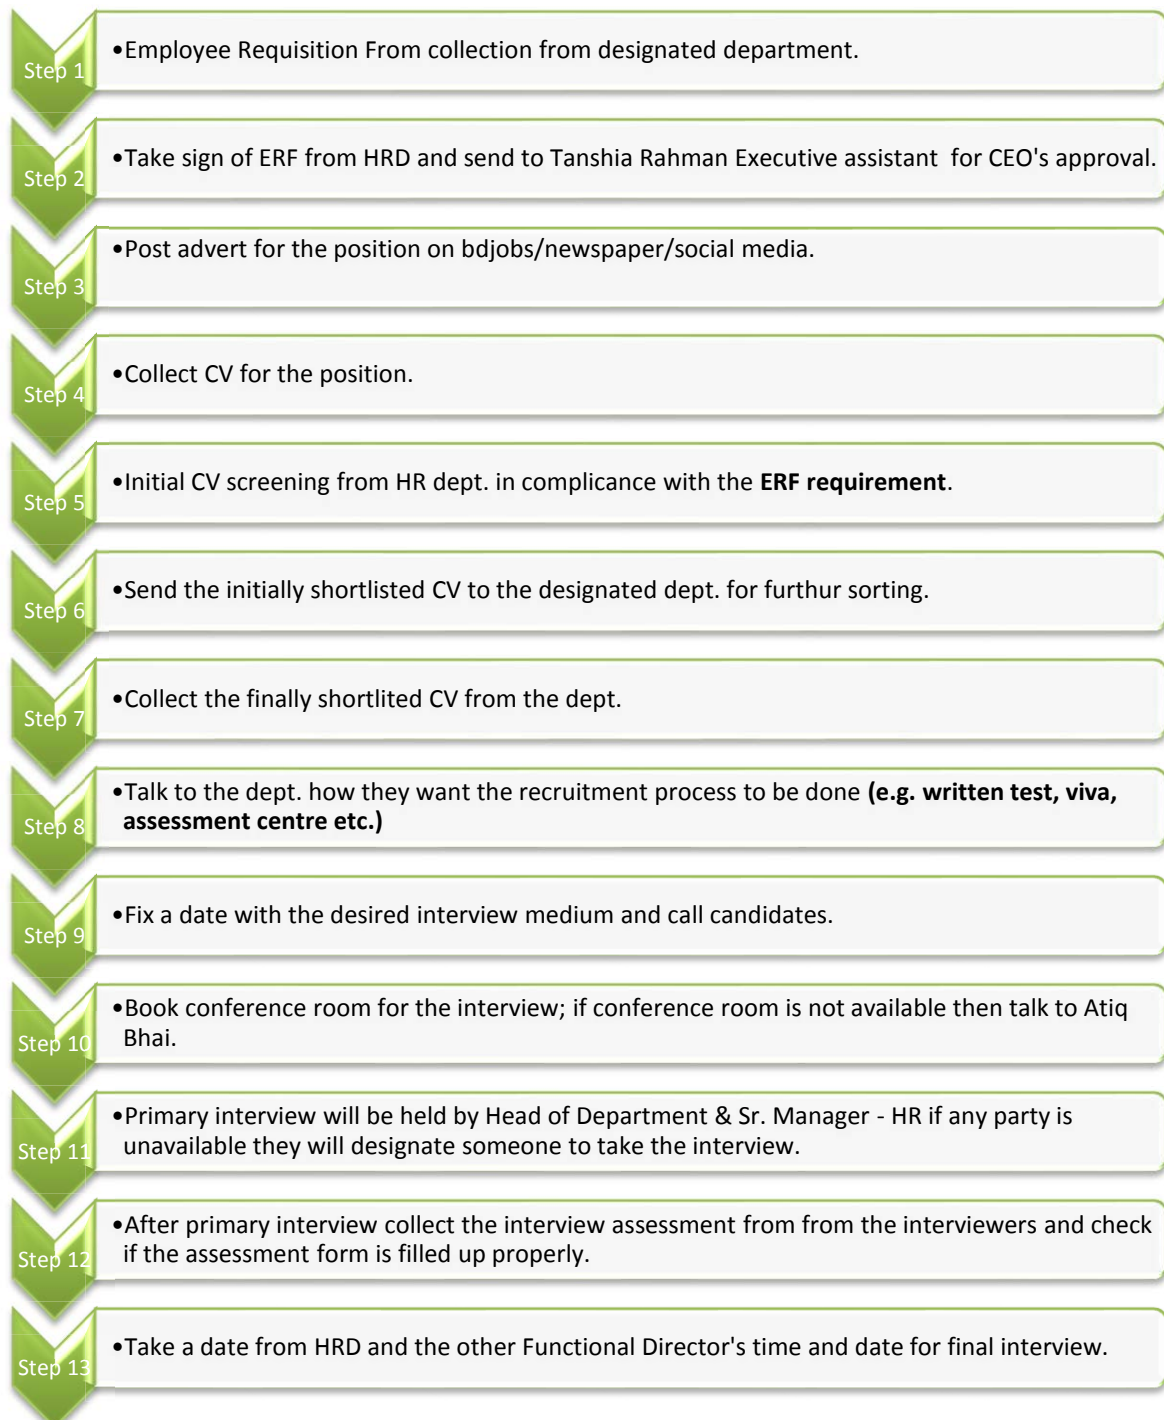 Step 1
•Employee Requisition From collection from designated department.
Step 2
•Take sign of ERF from HRD and send to Tanshia Rahman Executive assistant  for CEO's approval.
Step 3
•Post advert for the position on bdjobs/newspaper/social media.
Step 4
•Collect CV for the position.
Step 5
•Initial CV screening from HR dept. in complicance with the ERF requirement.
Step 6
•Send the initially shortlisted CV to the designated dept. for furthur sorting.
Step 7
•Collect the finally shortlited CV from the dept.
Step 8
•Talk to the dept. how they want the recruitment process to be done (e.g. written test, viva,
assessment centre etc.)
Step 9
•Fix a date with the desired interview medium and call candidates.
Step 10
•Book conference room for the interview; if conference room is not available then talk to Atiq
Bhai.
Step 11
•Primary interview will be held by Head of Department & Sr. Manager - HR if any party is
unavailable they will designate someone to take the interview.
Step 12
•After primary interview collect the interview assessment from from the interviewers and check
if the assessment form is filled up properly.
Step 13
•Take a date from HRD and the other Functional Director's time and date for final interview.